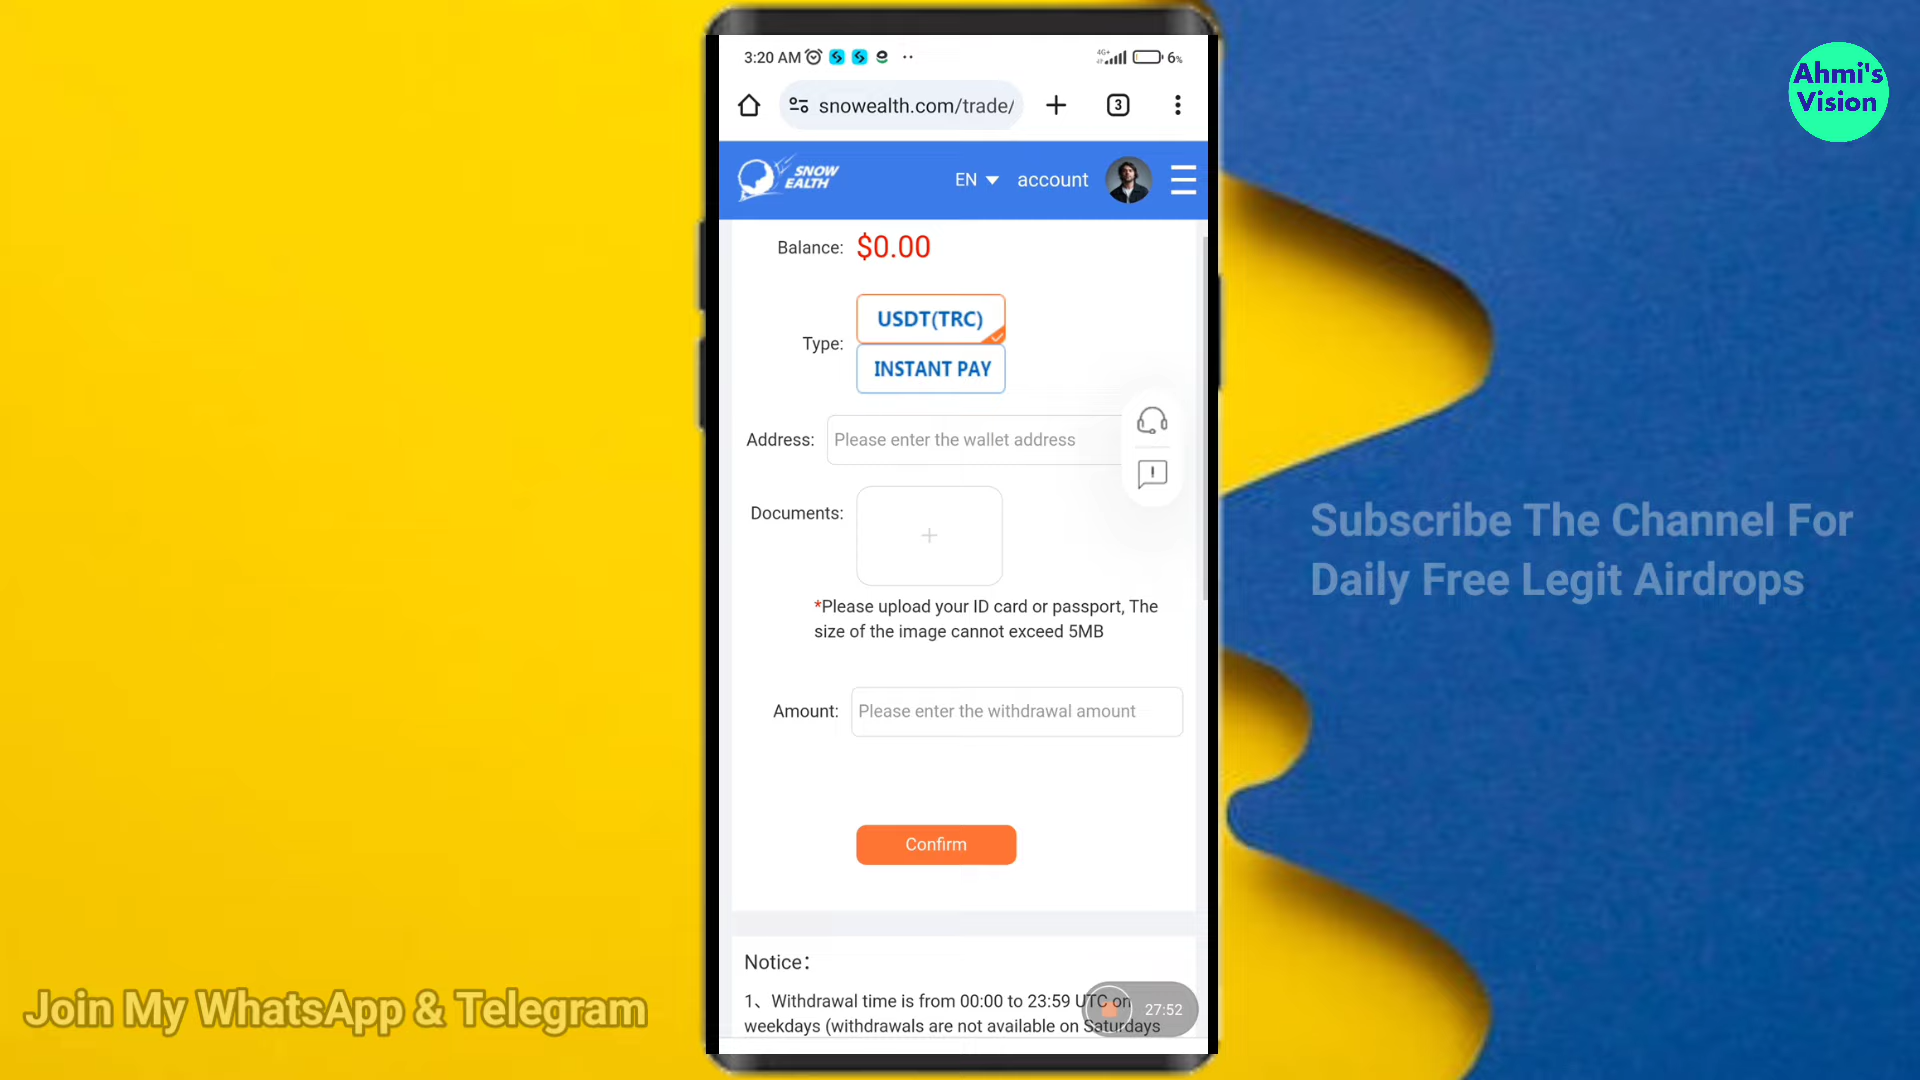 Ahmi's
Vision
3:20 AM
4G+
6%
snowealth.com/trade/
3
SNOW
EALTH
EN
account
Balance: $0.00
Type:
USDT(TRC)
INSTANT PAY
Address: Please enter the wallet address
Documents:
*Please upload your ID card or passport, The
size of the image cannot exceed 5MB
Amount: Please enter the withdrawal amount
Confirm
Notice：
1、Withdrawal time is from 00:00 to 23:59 UTC on
weekdays (withdrawals are not available on Saturdays
27:52
Subscribe The Channel For
Daily Free Legit Airdrops
Join My WhatsApp & Telegram